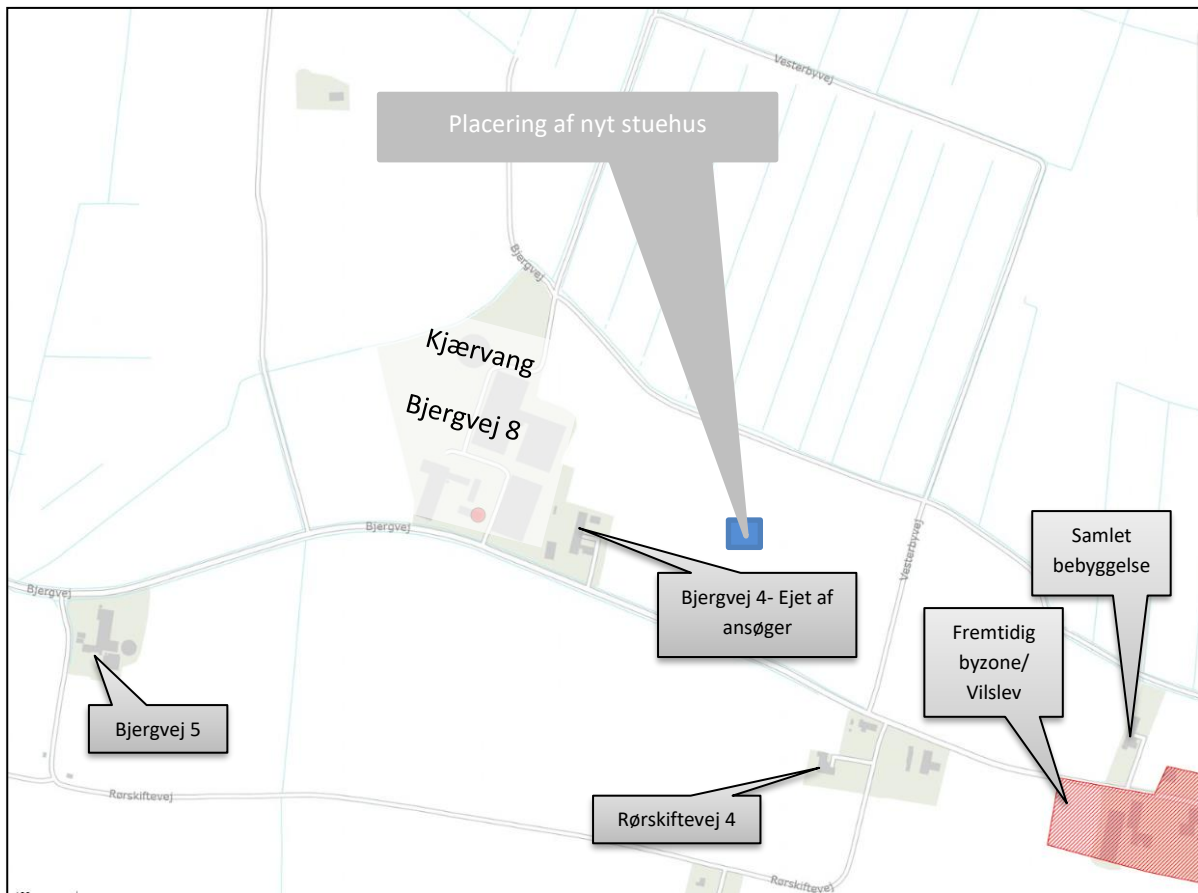 Vesterbyvej
Placering af nyt stuehus
Bjergvej
Kjærvang
Bjergvej 8
Bjergvej
Vesterbyvej
Samlet
bebyggelse
Bjergvej 4- Ejet af
ansøger
Bjergvej
Fremtidig
byzone/
Vilslev
Bjergvej 5
Rørskiftevej
Rørskiftevej 4
Rørskiftevej